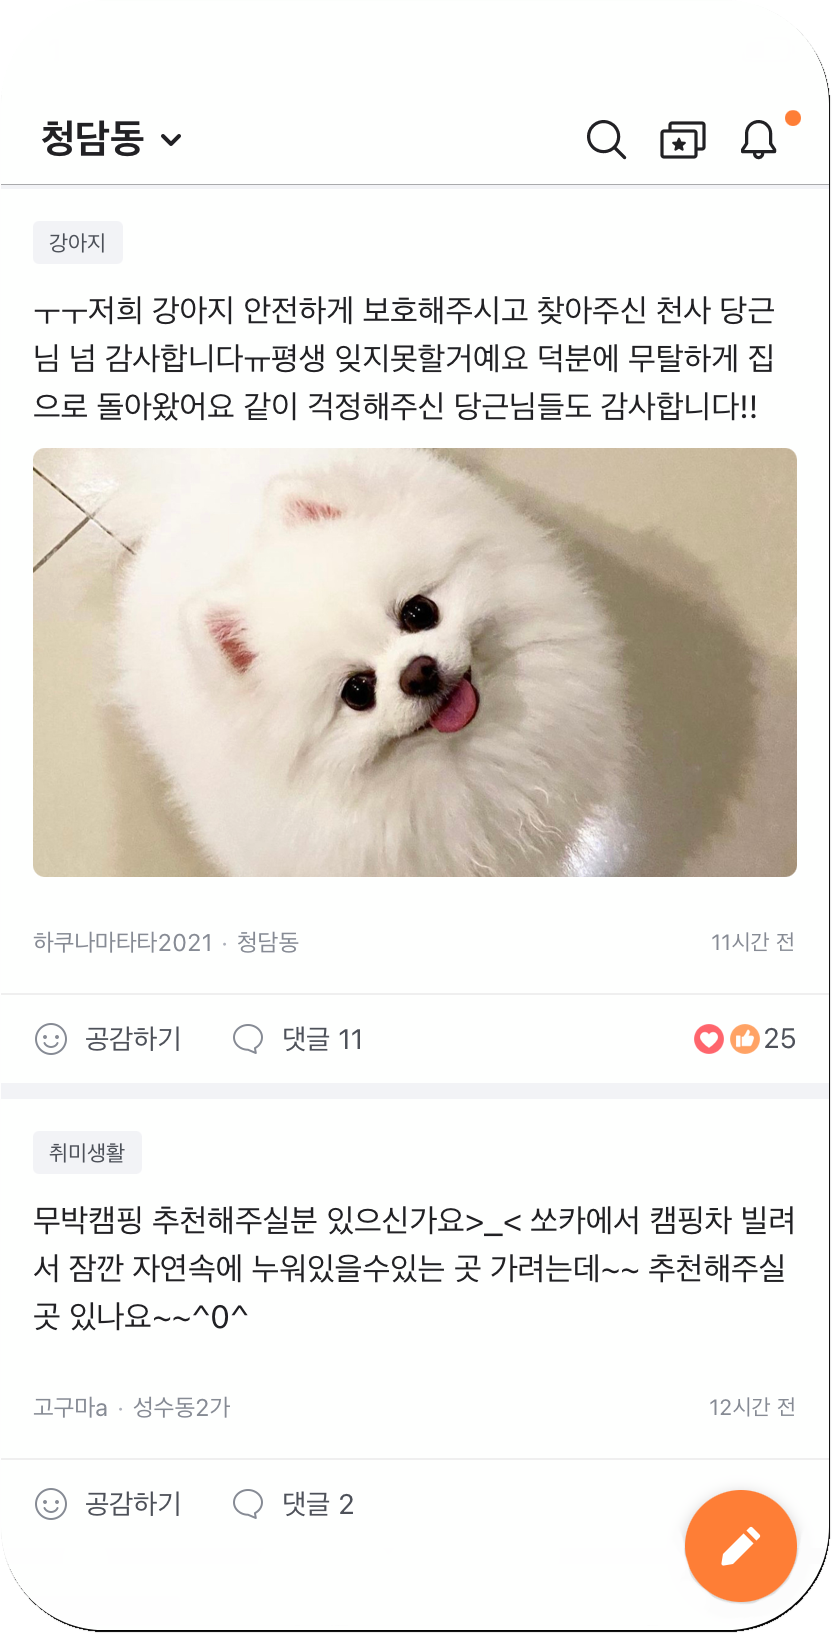 청담동
강아지
ㅜㅜ저희 강아지 안전하게 보호해주시고 찾아주신 천사 당근
님 넘 감사합니다ㅠ평생 잊지못할거예요 덕분에 무탈하게 집
으로 돌아왔어요 같이 걱정해주신 당근님들도 감사합니다!!
하쿠나마타타2021 · 청담동 11시간 전
공감하기 댓글 11 25
취미생활
무박캠핑 추천해주실분 있으신가요>_< 쏘카에서 캠핑차 빌려
서 잠깐 자연속에 누워있을수있는 곳 가려는데~~ 추천해주실
곳 있나요~~^0^
고구마a · 성수동2가 12시간 전
공감하기 댓글 2